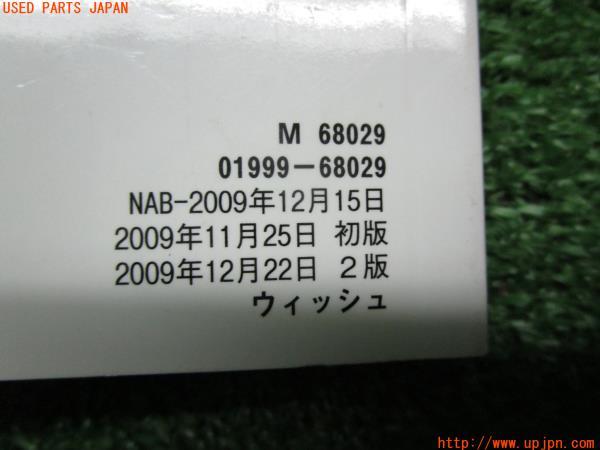 USED PARTS JAPAN
M 68029
01999-68029
NAB-2009年12月15日
2009年11月25日 初版
2009年12月22日 2版
ウィッシュ
http://www.upjpn.com